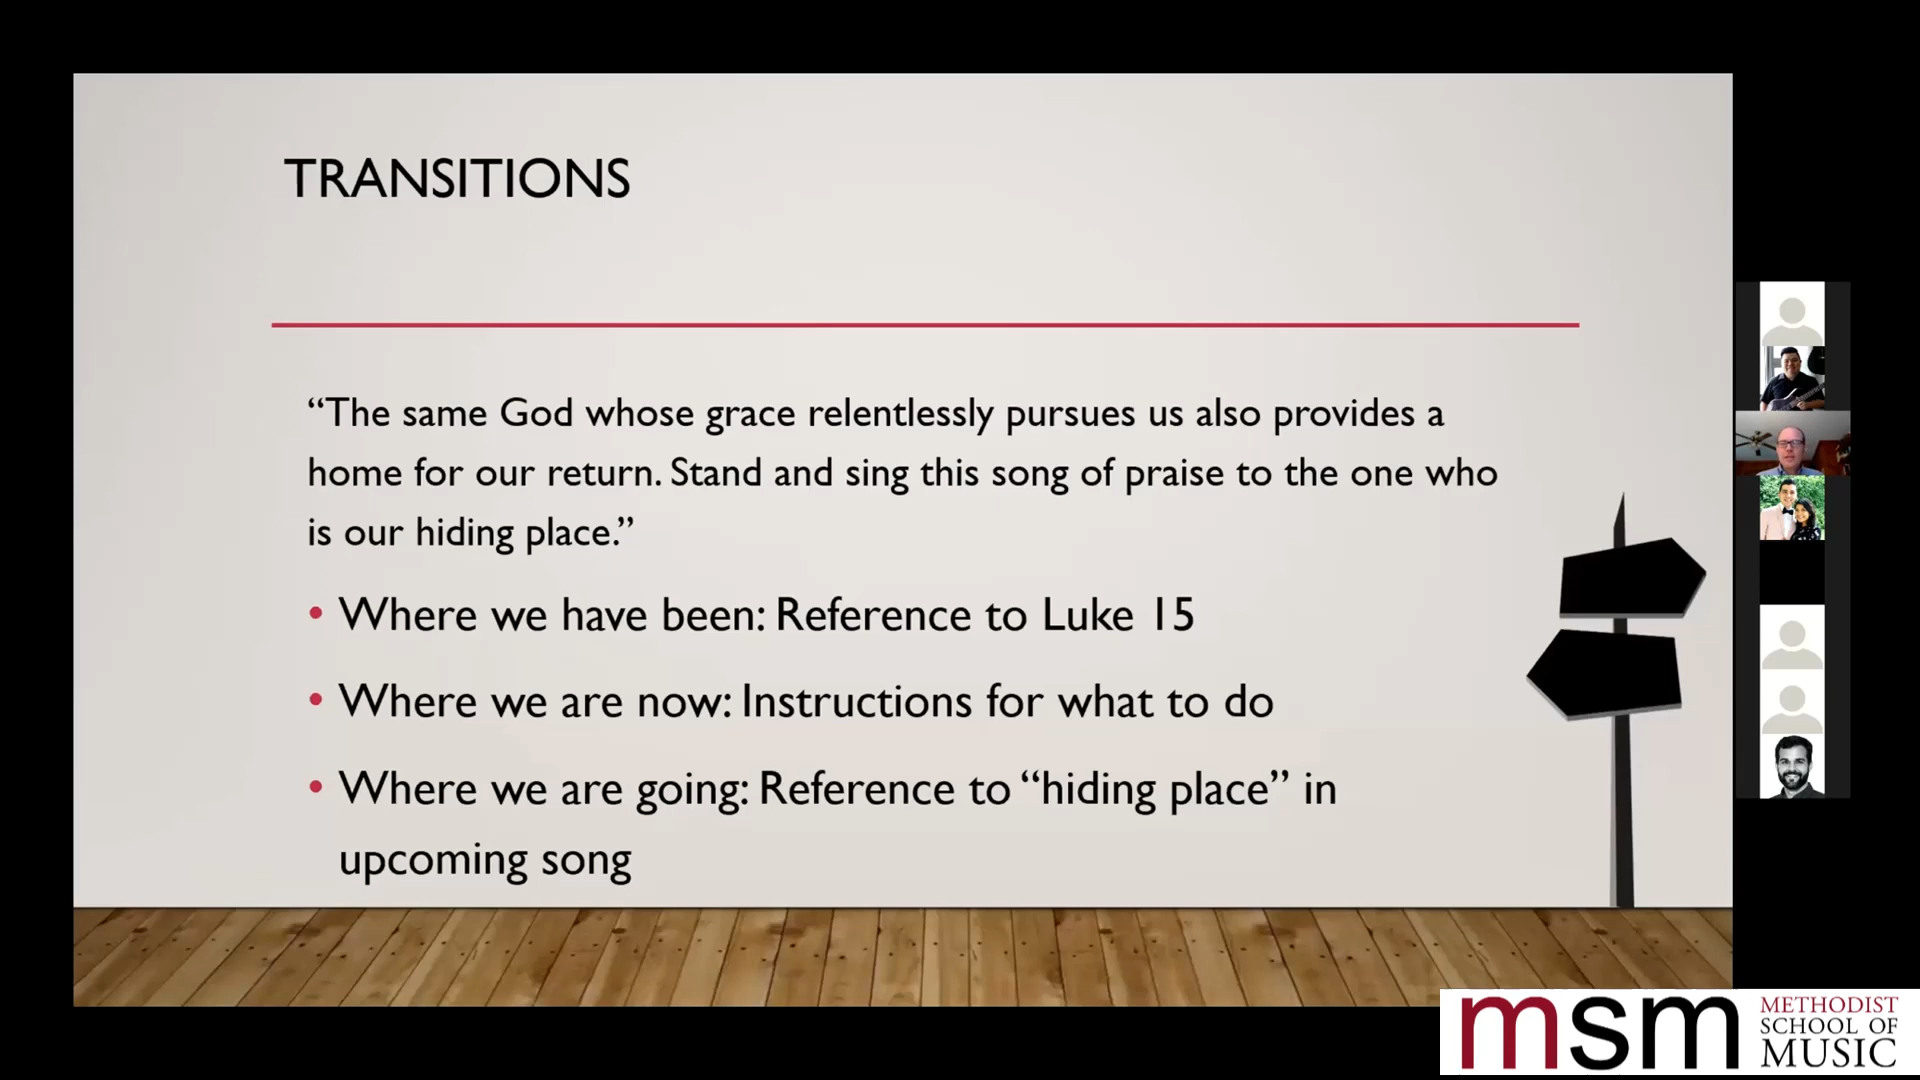 TRANSITIONS
“The same God whose grace relentlessly pursues us also provides a
home for our return. Stand and sing this song of praise to the one who
is our hiding place.”
• Where we have been: Reference to Luke 15
• Where we are now: Instructions for what to do
• Where we are going: Reference to “hiding place” in
upcoming song
msm
METHODIST
SCHOOL OF
MUSIC